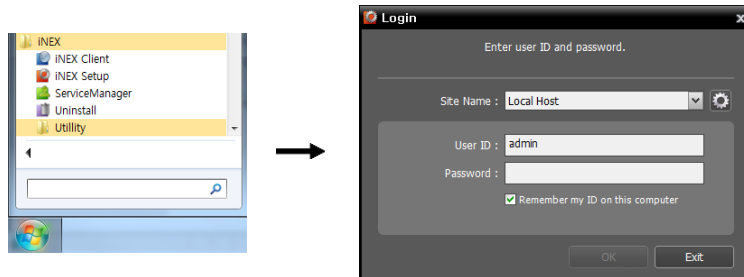 iNEX
iNEX Client
iNEX Setup
ServiceManager
Uninstall
Utillity
Login
x
Enter user ID and password.
Site Name : Local Host
User ID : admin
Password :
Remember my ID on this computer
OK Exit